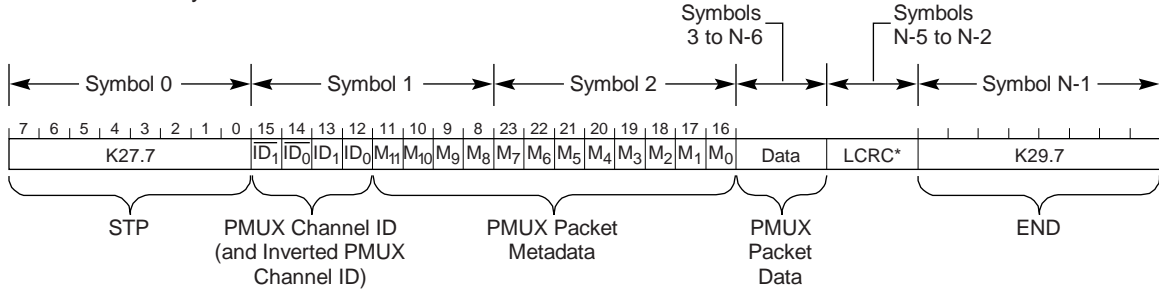 Symbols
3 to N-6
Symbols
N-5 to N-2
Symbol 0
Symbol 1
Symbol 2
Symbol N-1
7 6 5 4 3 2 1 0 15 14 13 12 11 10 9 8 23 22 21 20 19 18 17 16
K27.7 I̅D̅₁̅ I̅D̅₀̅ ID₁ ID₀ M₁₁ M₁₀ M₉ M₈ M₇ M₆ M₅ M₄ M₃ M₂ M₁ M₀ Data LCRC* K29.7
STP
PMUX Channel ID
(and Inverted PMUX
Channel ID)
PMUX Packet
Metadata
PMUX
Packet
Data
END